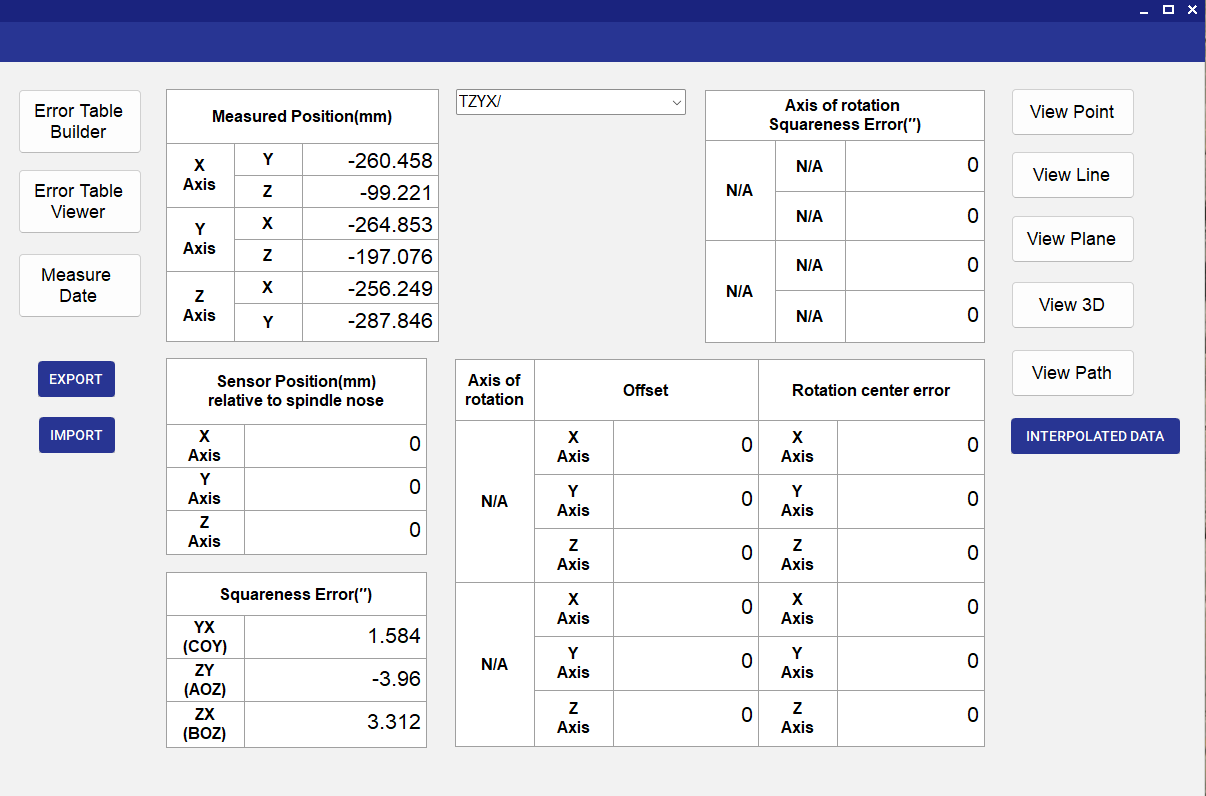 Error Table
Builder
Error Table
Viewer
Measure
Date
EXPORT
IMPORT
Measured Position(mm)
X
Axis
Y
-260.458
Z
-99.221
Y
Axis
X
-264.853
Z
-197.076
Z
Axis
X
-256.249
Y
-287.846
TZYX/
Axis of rotation
Squareness Error(″)
N/A
N/A
0
N/A
0
N/A
N/A
0
N/A
0
View Point
View Line
View Plane
View 3D
View Path
INTERPOLATED DATA
Sensor Position(mm)
relative to spindle nose
X
Axis
0
Y
Axis
0
Z
Axis
0
Squareness Error(″)
YX
(COY)
1.584
ZY
(AOZ)
-3.96
ZX
(BOZ)
3.312
Axis of
rotation
Offset
Rotation center error
N/A
X
Axis
0
X
Axis
0
Y
Axis
0
Y
Axis
0
Z
Axis
0
Z
Axis
0
N/A
X
Axis
0
X
Axis
0
Y
Axis
0
Y
Axis
0
Z
Axis
0
Z
Axis
0